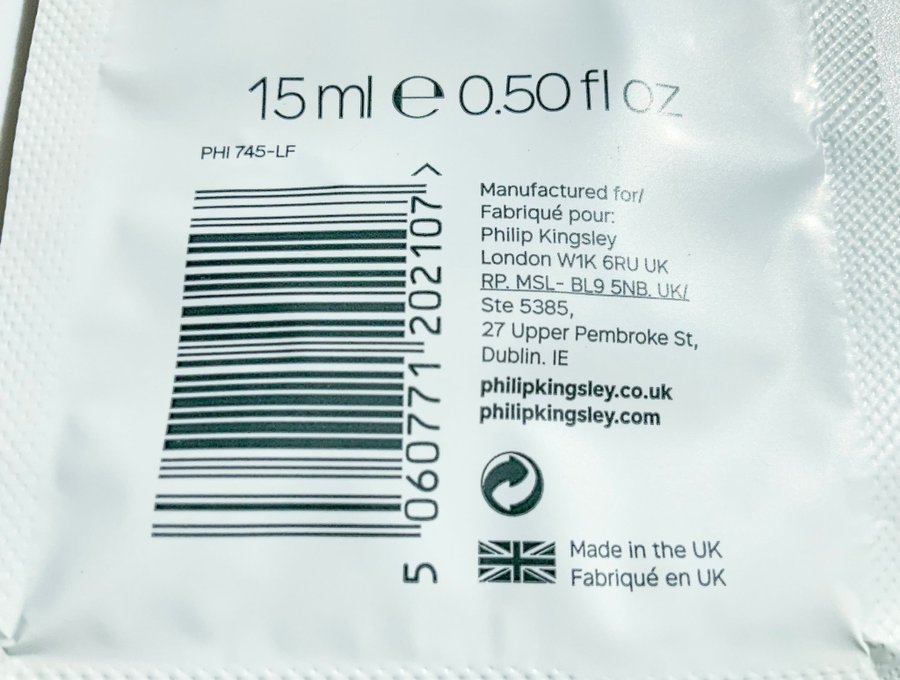 15 ml ℮ 0.50 fl oz
PHI 745-LF
5 060771 202107 >
Manufactured for/
Fabriqué pour:
Philip Kingsley
London W1K 6RU UK
RP. MSL- BL9 5NB. UK/
Ste 5385,
27 Upper Pembroke St,
Dublin. IE
philipkingsley.co.uk
philipkingsley.com
Made in the UK
Fabriqué en UK